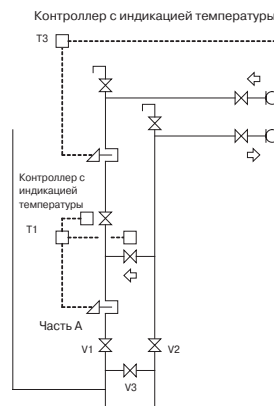 Контроллер с индикацией температуры
T3
Контроллер с
индикацией
температуры
T1
Часть A
V1
V2
V3